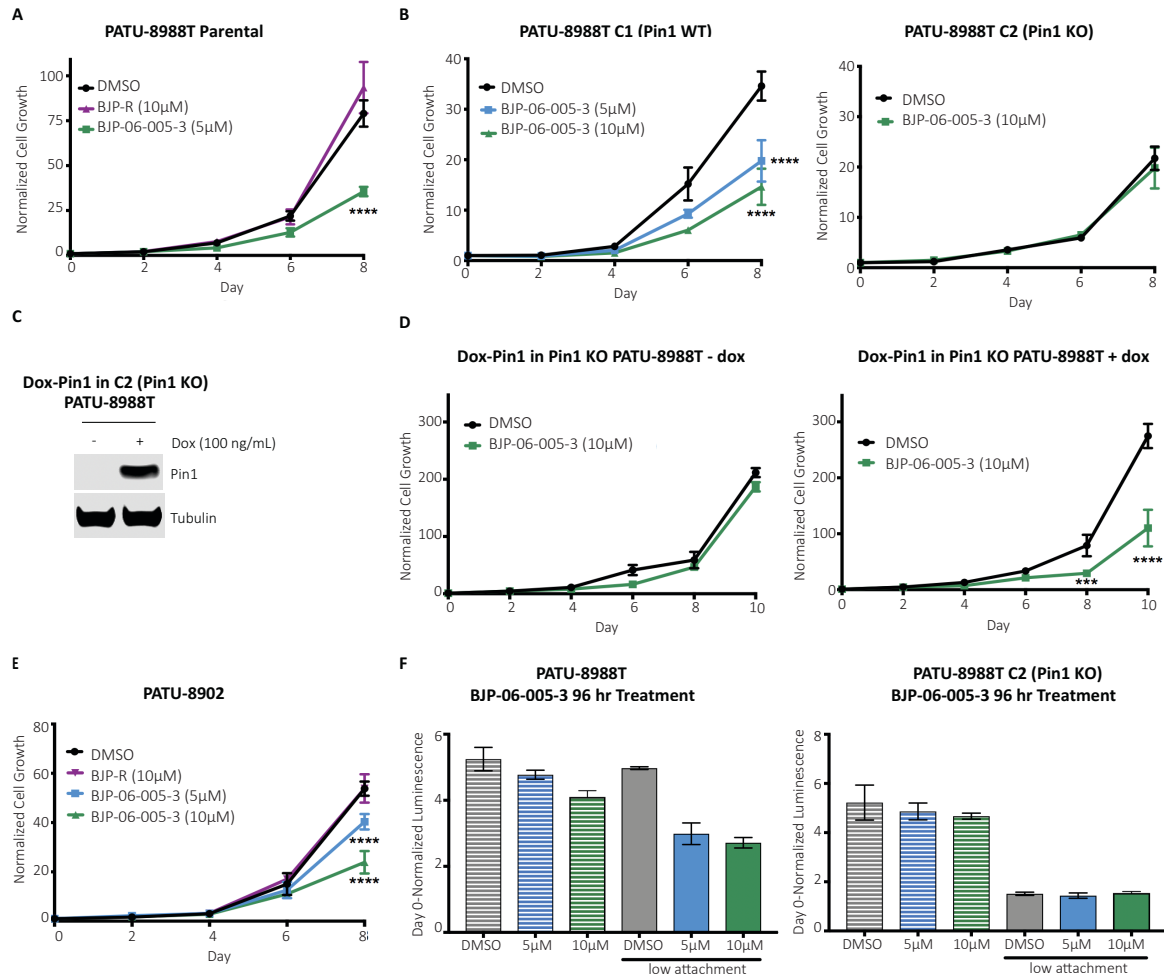 A
PATU-8988T Parental
DMSO
BJP-R (10µM)
BJP-06-005-3 (5µM)
Normalized Cell Growth
100
75
50
25
0
****
0 2 4 6 8
Day
B
PATU-8988T C1 (Pin1 WT)
DMSO
BJP-06-005-3 (5µM)
BJP-06-005-3 (10µM)
Normalized Cell Growth
40
30
20
10
0
****
****
0 2 4 6 8
Day
PATU-8988T C2 (Pin1 KO)
DMSO
BJP-06-005-3 (10µM)
Normalized Cell Growth
40
30
20
10
0
0 2 4 6 8
Day
C
Dox-Pin1 in C2 (Pin1 KO)
PATU-8988T
- + Dox (100 ng/mL)
Pin1
Tubulin
D
Dox-Pin1 in Pin1 KO PATU-8988T - dox
DMSO
BJP-06-005-3 (10µM)
Normalized Cell Growth
300
200
100
0
0 2 4 6 8 10
Day
Dox-Pin1 in Pin1 KO PATU-8988T + dox
DMSO
BJP-06-005-3 (10µM)
Normalized Cell Growth
300
200
100
0
***
****
0 2 4 6 8 10
Day
E
PATU-8902
DMSO
BJP-R (10µM)
BJP-06-005-3 (5µM)
BJP-06-005-3 (10µM)
Normalized Cell Growth
80
60
40
20
0
****
****
0 2 4 6 8
Day
F
PATU-8988T
BJP-06-005-3 96 hr Treatment
Day 0-Normalized Luminescence
6
4
2
0
DMSO 5µM 10µM DMSO 5µM 10µM
low attachment
PATU-8988T C2 (Pin1 KO)
BJP-06-005-3 96 hr Treatment
Day 0-Normalized Luminescence
8
6
4
2
0
DMSO 5µM 10µM DMSO 5µM 10µM
low attachment